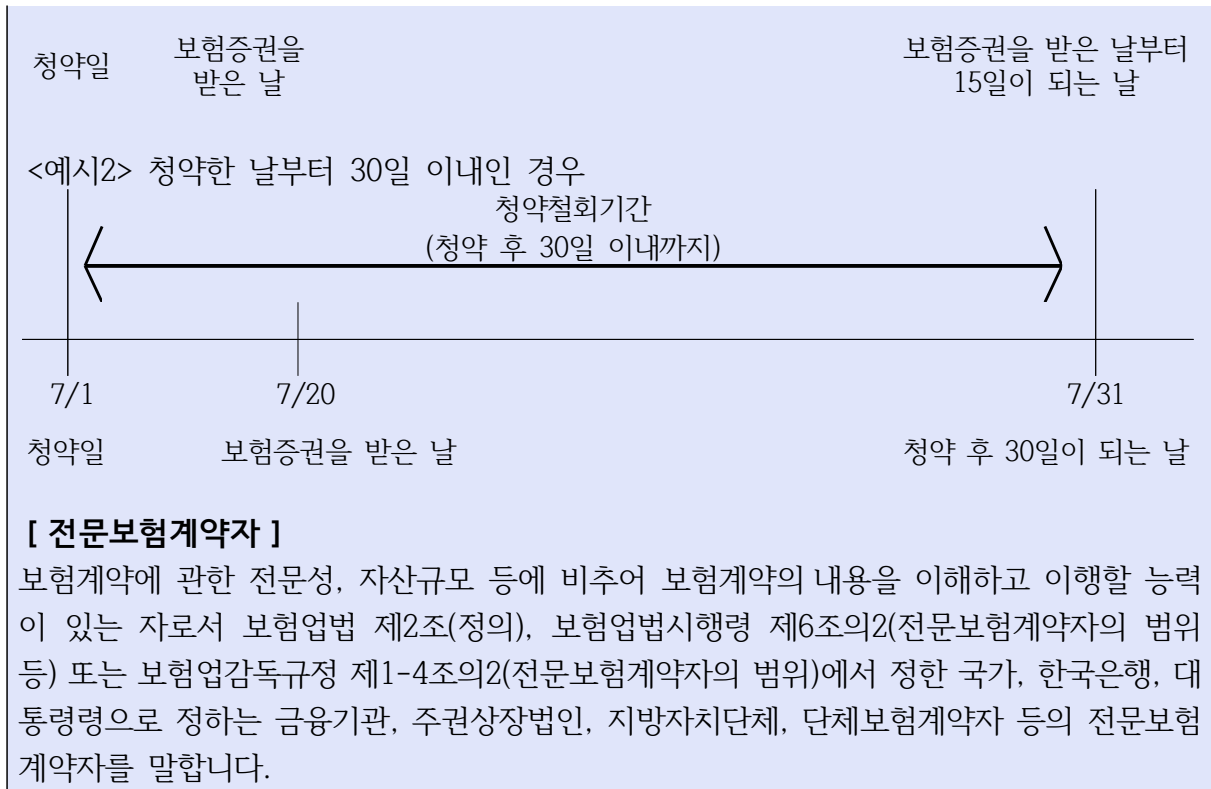 청약일 보험증권을 받은 날 보험증권을 받은 날부터 15일이 되는 날
<예시2> 청약한 날부터 30일 이내인 경우
청약철회기간
(청약 후 30일 이내까지)
7/1 7/20 7/31
청약일 보험증권을 받은 날 청약 후 30일이 되는 날
[ 전문보험계약자 ]
보험계약에 관한 전문성, 자산규모 등에 비추어 보험계약의 내용을 이해하고 이행할 능력
이 있는 자로서 보험업법 제2조(정의), 보험업법시행령 제6조의2(전문보험계약자의 범위
등) 또는 보험업감독규정 제1-4조의2(전문보험계약자의 범위)에서 정한 국가, 한국은행, 대
통령령으로 정하는 금융기관, 주권상장법인, 지방자치단체, 단체보험계약자 등의 전문보험
계약자를 말합니다.